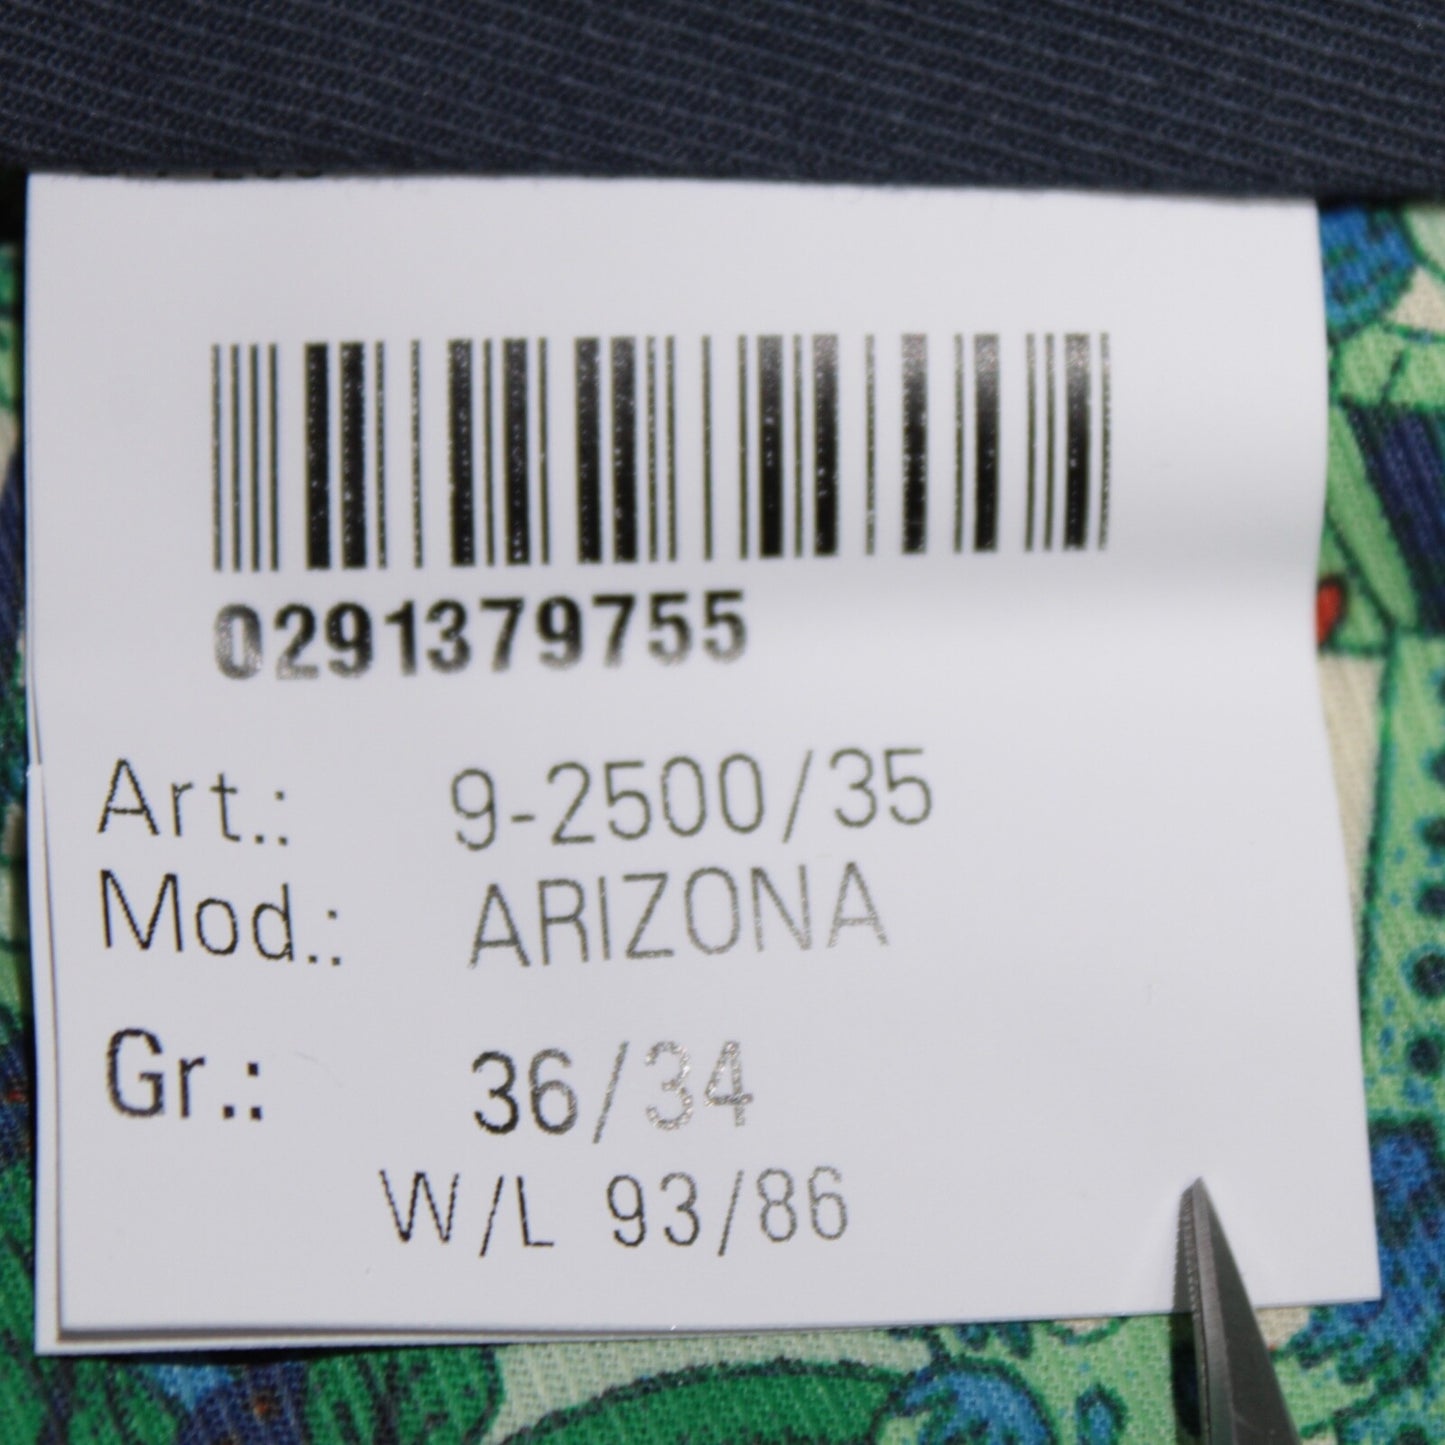 0291379755
Art.: 9-2500/35
Mod.: ARIZONA
Gr.: 36/34
W/L 93/86